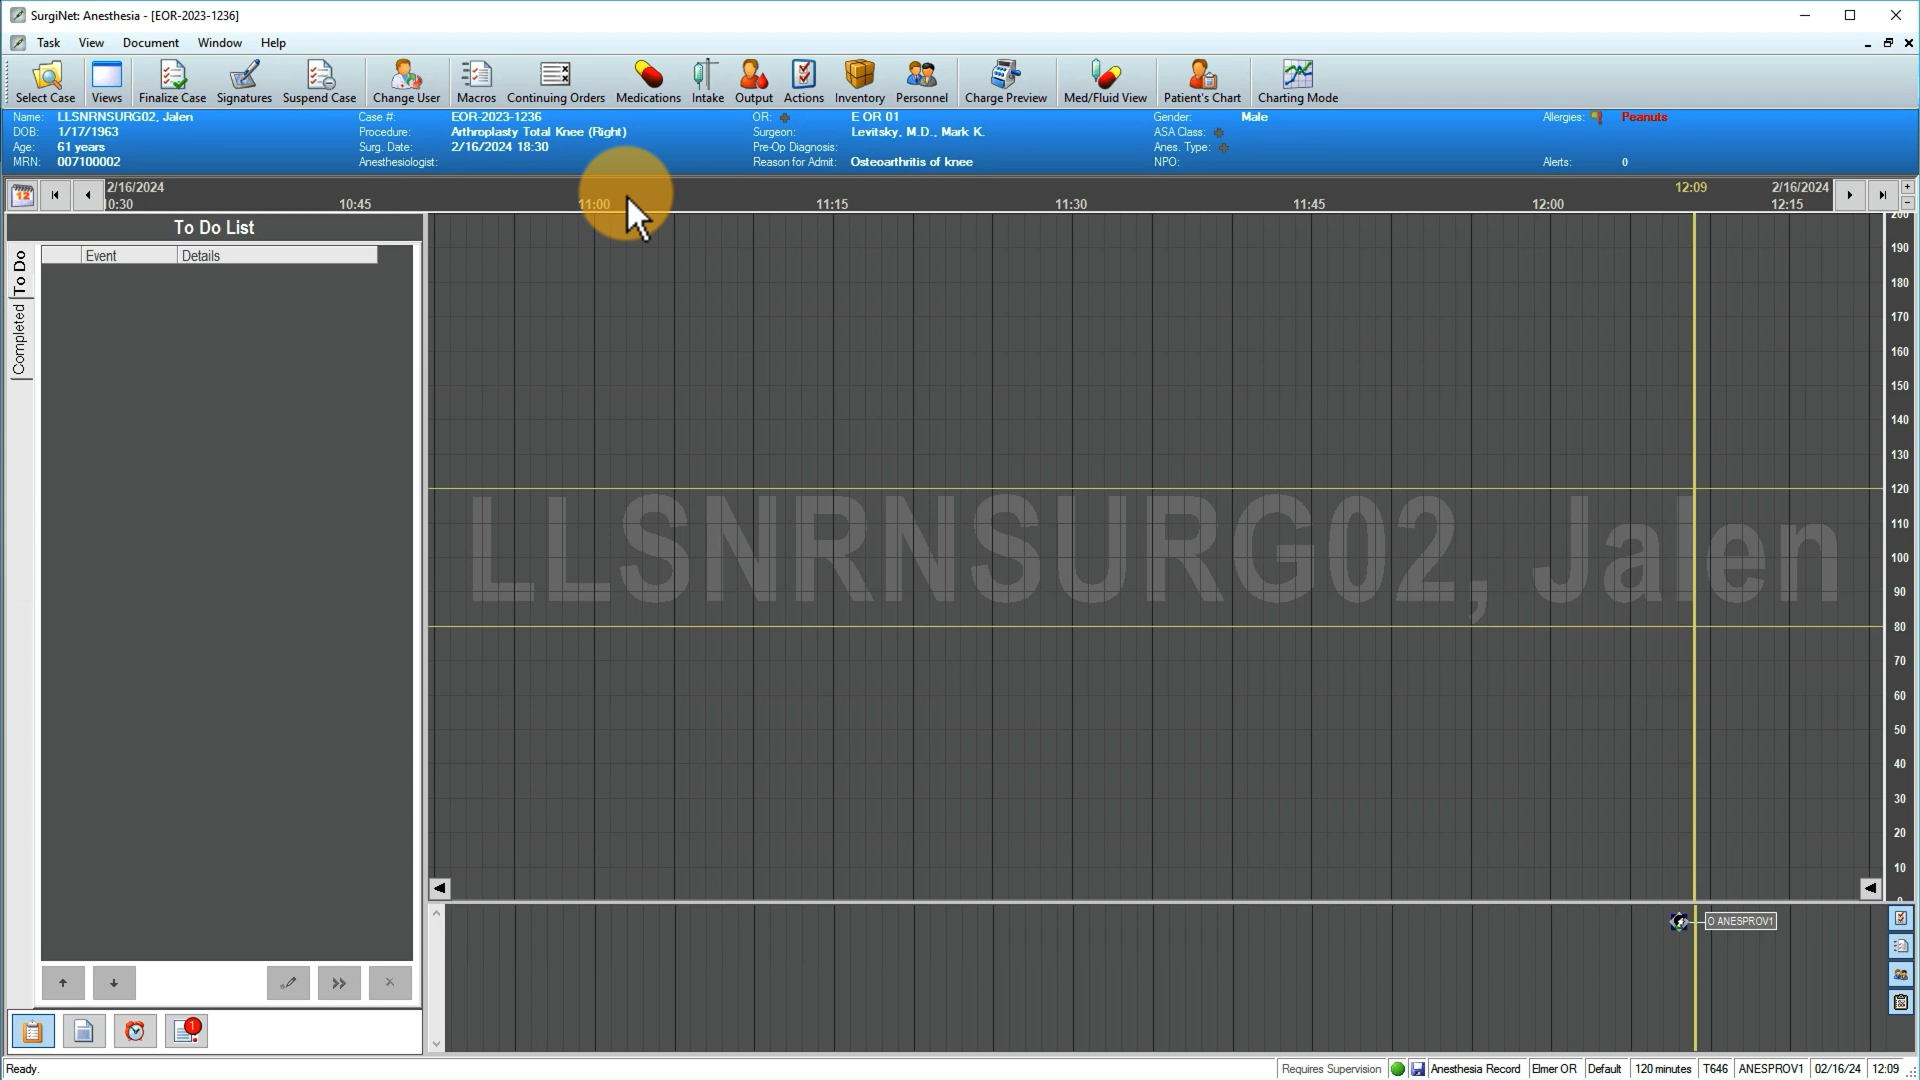 SurgiNet: Anesthesia - [EOR-2023-1236]
Task View Document Window Help
Select Case Views Finalize Case Signatures Suspend Case Change User Macros Continuing Orders Medications Intake Output Actions Inventory Personnel Charge Preview Med/Fluid View Patient's Chart Charting Mode
Name: LLSNRNSURG02, Jalen Case #: EOR-2023-1236 OR: E OR 01 Gender: Male Allergies: Peanuts
DOB: 1/17/1963 Procedure: Arthroplasty Total Knee (Right) Surgeon: Levitsky, M.D., Mark K. ASA Class:
Age: 61 years Surg. Date: 2/16/2024 18:30 Pre-Op Diagnosis: Anes. Type:
MRN: 007100002 Anesthesiologist: Reason for Admit: Osteoarthritis of knee NPO: Alerts: 0
12 2/16/2024 12:09 2/16/2024
10:30 10:45 11:00 11:15 11:30 11:45 12:00 12:15
To Do List
Event Details
To Do
Completed
200
190
180
170
160
150
140
130
120
110
100
90
80
70
60
50
40
30
20
10
0
LLSNRNSURG02, Jalen
O ANESPROV1
1
Ready. Requires Supervision Anesthesia Record Elmer OR Default 120 minutes T646 ANESPROV1 02/16/24 12:09